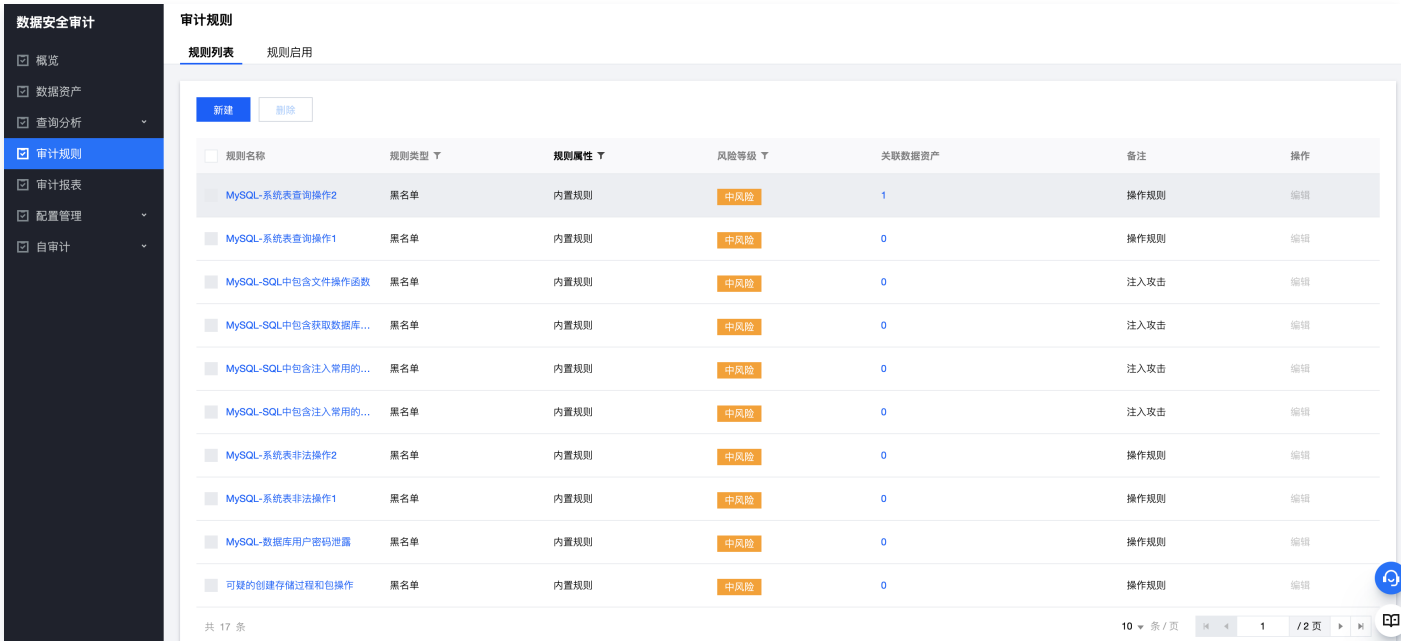 数据安全审计
概览
数据资产
查询分析
审计规则
审计报表
配置管理
自审计
审计规则
规则列表 规则启用
新建 删除
规则名称 规则类型 规则属性 风险等级 关联数据资产 备注 操作
MySQL-系统表查询操作2 黑名单 内置规则 中风险 1 操作规则 编辑
MySQL-系统表查询操作1 黑名单 内置规则 中风险 0 操作规则 编辑
MySQL-SQL中包含文件操作函数 黑名单 内置规则 中风险 0 注入攻击 编辑
MySQL-SQL中包含获取数据库... 黑名单 内置规则 中风险 0 注入攻击 编辑
MySQL-SQL中包含注入常用的... 黑名单 内置规则 中风险 0 注入攻击 编辑
MySQL-SQL中包含注入常用的... 黑名单 内置规则 中风险 0 注入攻击 编辑
MySQL-系统表非法操作2 黑名单 内置规则 中风险 0 操作规则 编辑
MySQL-系统表非法操作1 黑名单 内置规则 中风险 0 操作规则 编辑
MySQL-数据库用户密码泄露 黑名单 内置规则 中风险 0 操作规则 编辑
可疑的创建存储过程和包操作 黑名单 内置规则 中风险 0 操作规则 编辑
共 17 条 10 条 / 页 1 / 2 页